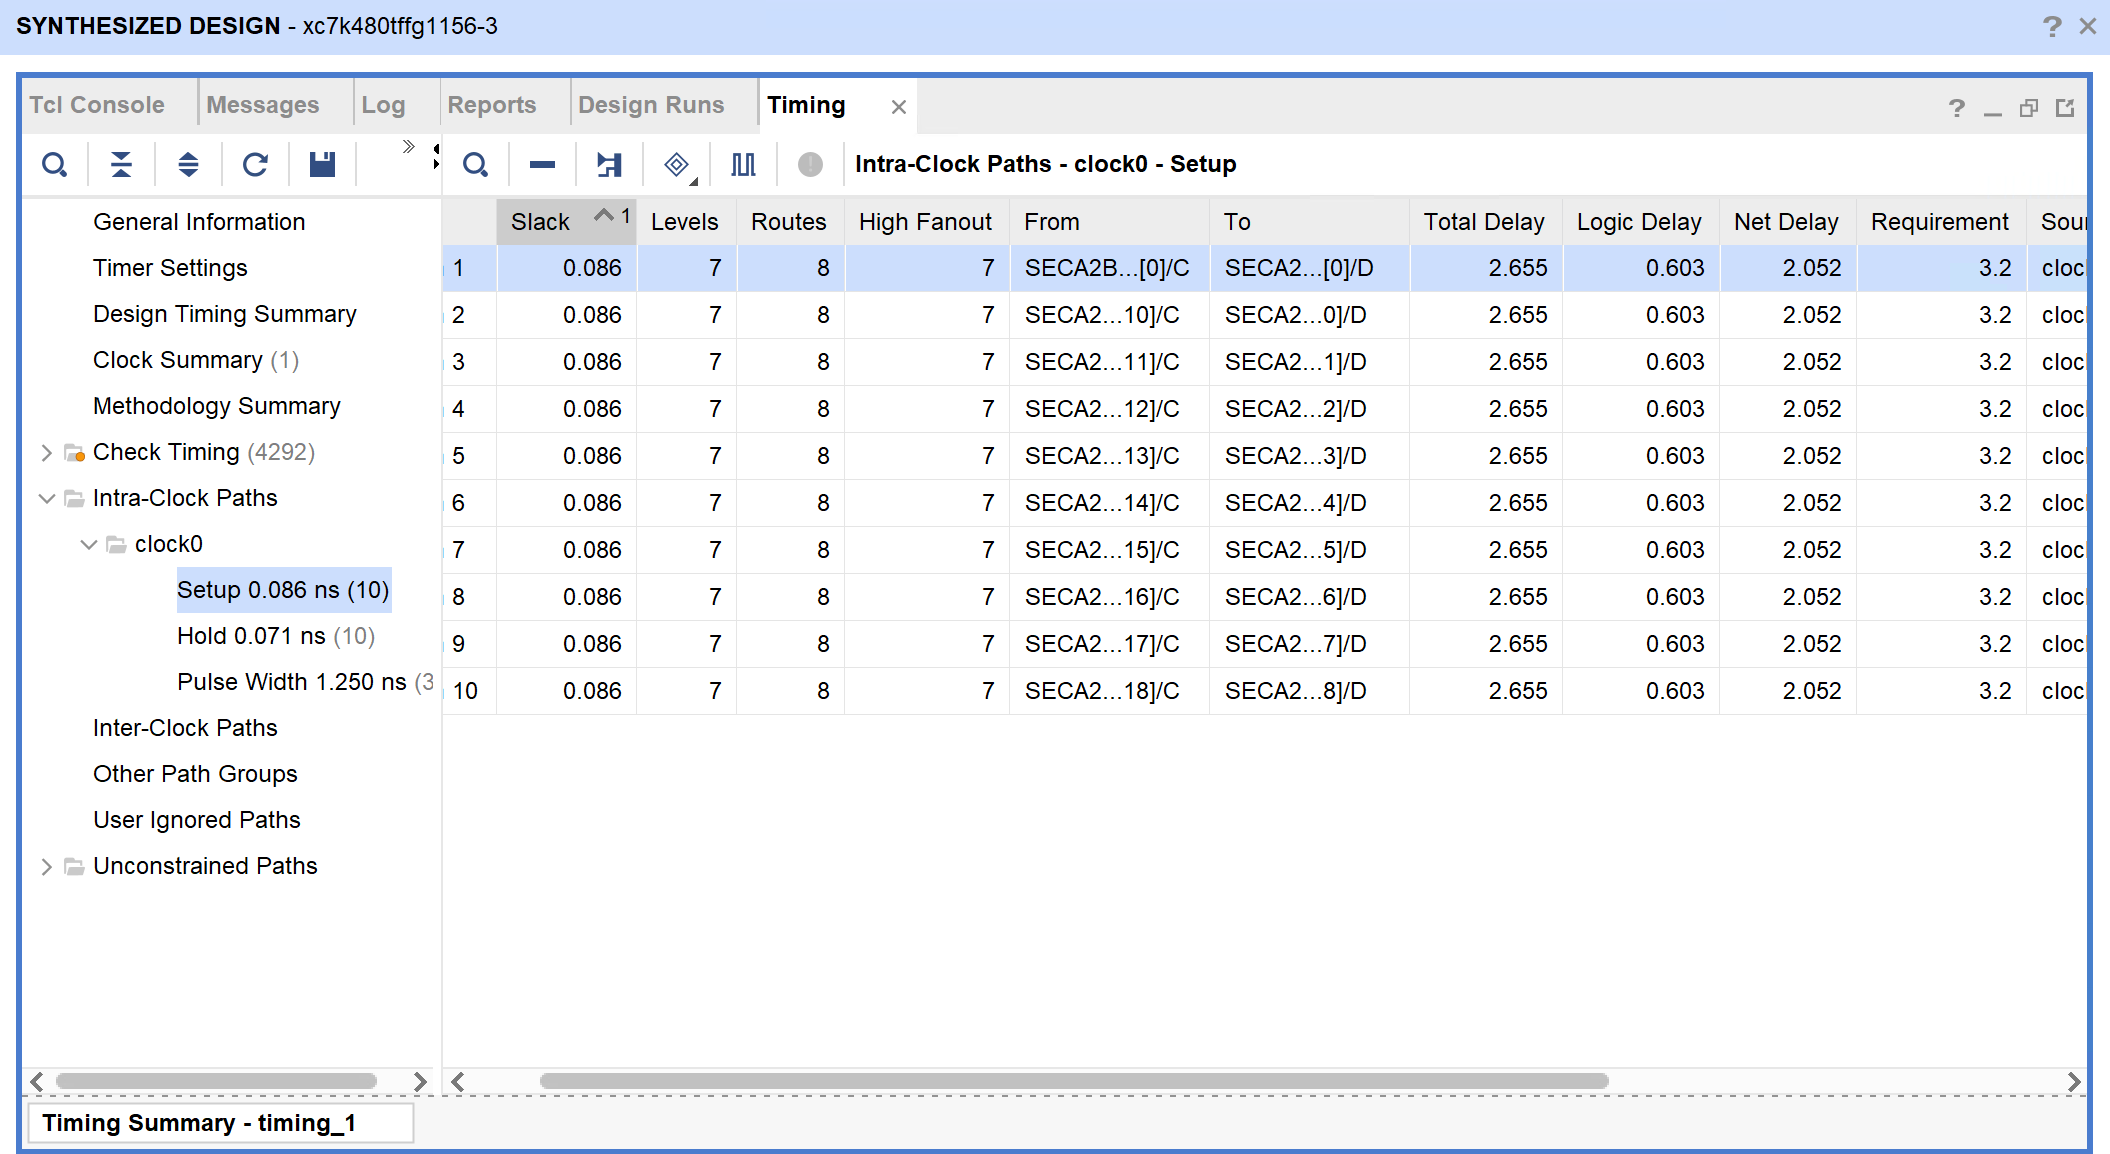 SYNTHESIZED DESIGN - xc7k480tffg1156-3
Tcl Console Messages Log Reports Design Runs Timing
Intra-Clock Paths - clock0 - Setup
General Information
Timer Settings
Design Timing Summary
Clock Summary (1)
Methodology Summary
Check Timing (4292)
Intra-Clock Paths
clock0
Setup 0.086 ns (10)
Hold 0.071 ns (10)
Pulse Width 1.250 ns (3
Inter-Clock Paths
Other Path Groups
User Ignored Paths
Unconstrained Paths
Slack 1 Levels Routes High Fanout From To Total Delay Logic Delay Net Delay Requirement Sour
1 0.086 7 8 7 SECA2B...[0]/C SECA2...[0]/D 2.655 0.603 2.052 3.2 cloc
2 0.086 7 8 7 SECA2...10]/C SECA2...0]/D 2.655 0.603 2.052 3.2 cloc
3 0.086 7 8 7 SECA2...11]/C SECA2...1]/D 2.655 0.603 2.052 3.2 cloc
4 0.086 7 8 7 SECA2...12]/C SECA2...2]/D 2.655 0.603 2.052 3.2 cloc
5 0.086 7 8 7 SECA2...13]/C SECA2...3]/D 2.655 0.603 2.052 3.2 cloc
6 0.086 7 8 7 SECA2...14]/C SECA2...4]/D 2.655 0.603 2.052 3.2 cloc
7 0.086 7 8 7 SECA2...15]/C SECA2...5]/D 2.655 0.603 2.052 3.2 cloc
8 0.086 7 8 7 SECA2...16]/C SECA2...6]/D 2.655 0.603 2.052 3.2 cloc
9 0.086 7 8 7 SECA2...17]/C SECA2...7]/D 2.655 0.603 2.052 3.2 cloc
10 0.086 7 8 7 SECA2...18]/C SECA2...8]/D 2.655 0.603 2.052 3.2 cloc
Timing Summary - timing_1